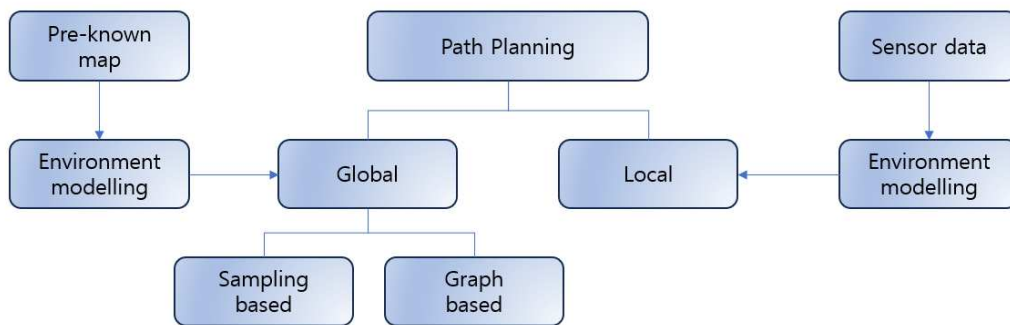 Pre-known
map
Path Planning
Sensor data
Environment
modelling
Global
Local
Environment
modelling
Sampling
based
Graph
based